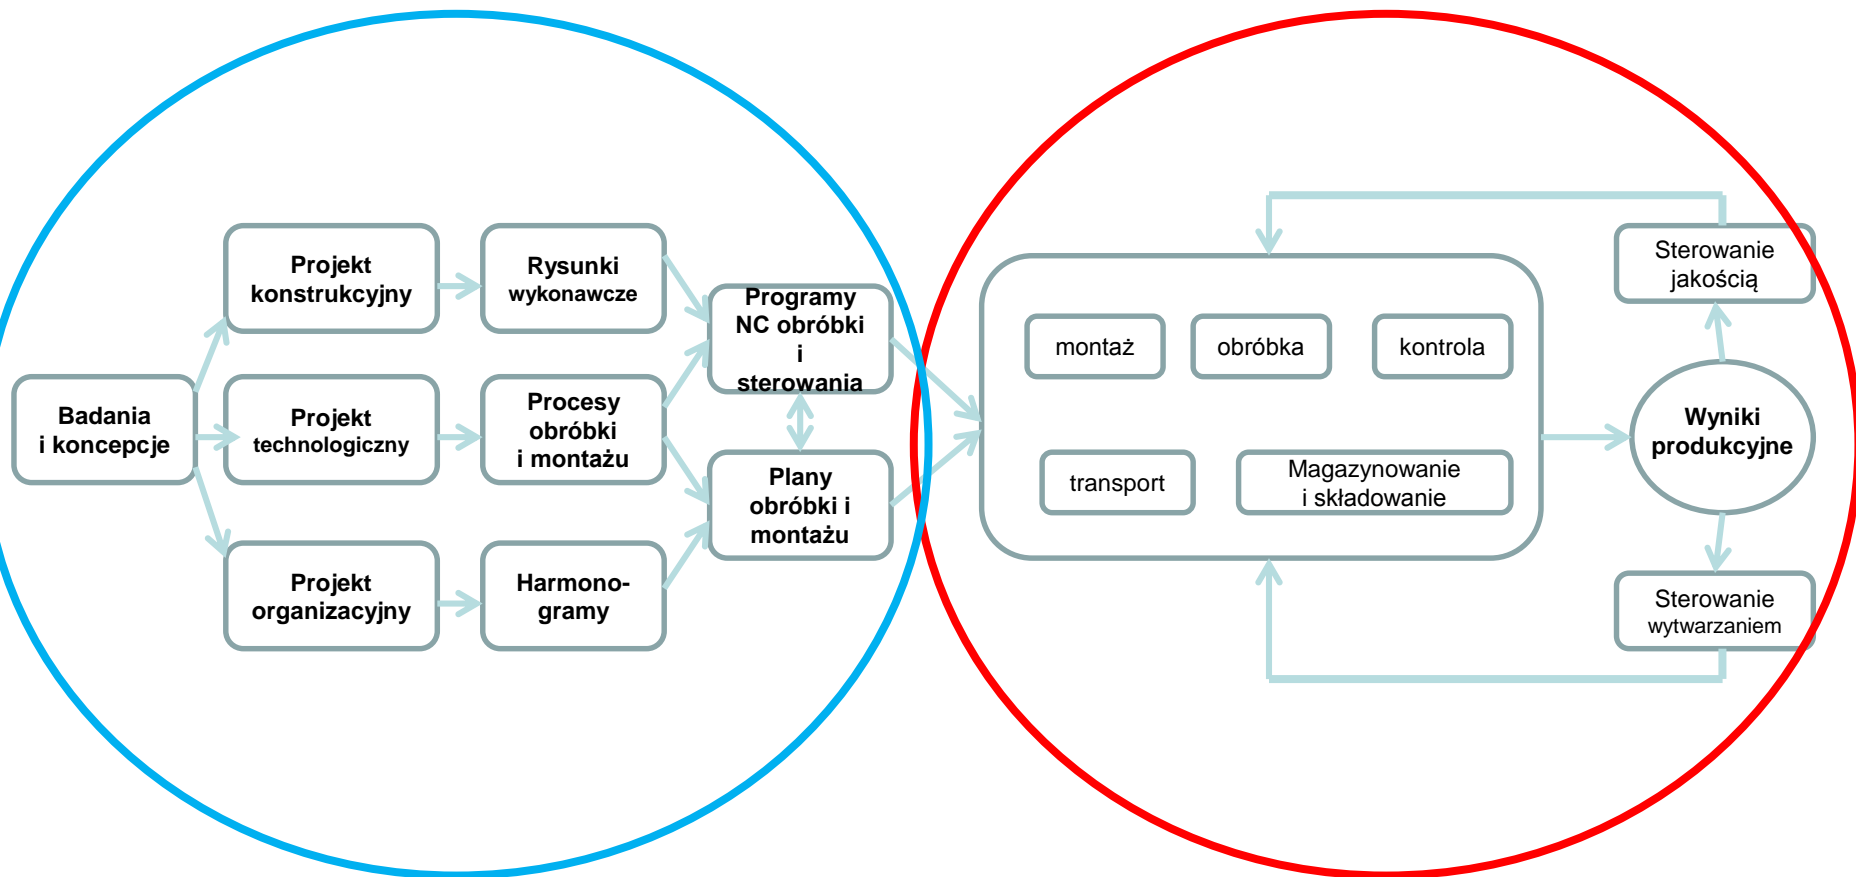 Badania
i koncepcje
Projekt
konstrukcyjny
Projekt
technologiczny
Projekt
organizacyjny
Rysunki
wykonawcze
Procesy
obróbki
i montażu
Harmono-
gramy
Programy
NC obróbki
i
sterowania
Plany
obróbki i
montażu
montaż
obróbka
kontrola
transport
Magazynowanie
i składowanie
Sterowanie
jakością
Wyniki
produkcyjne
Sterowanie
wytwarzaniem